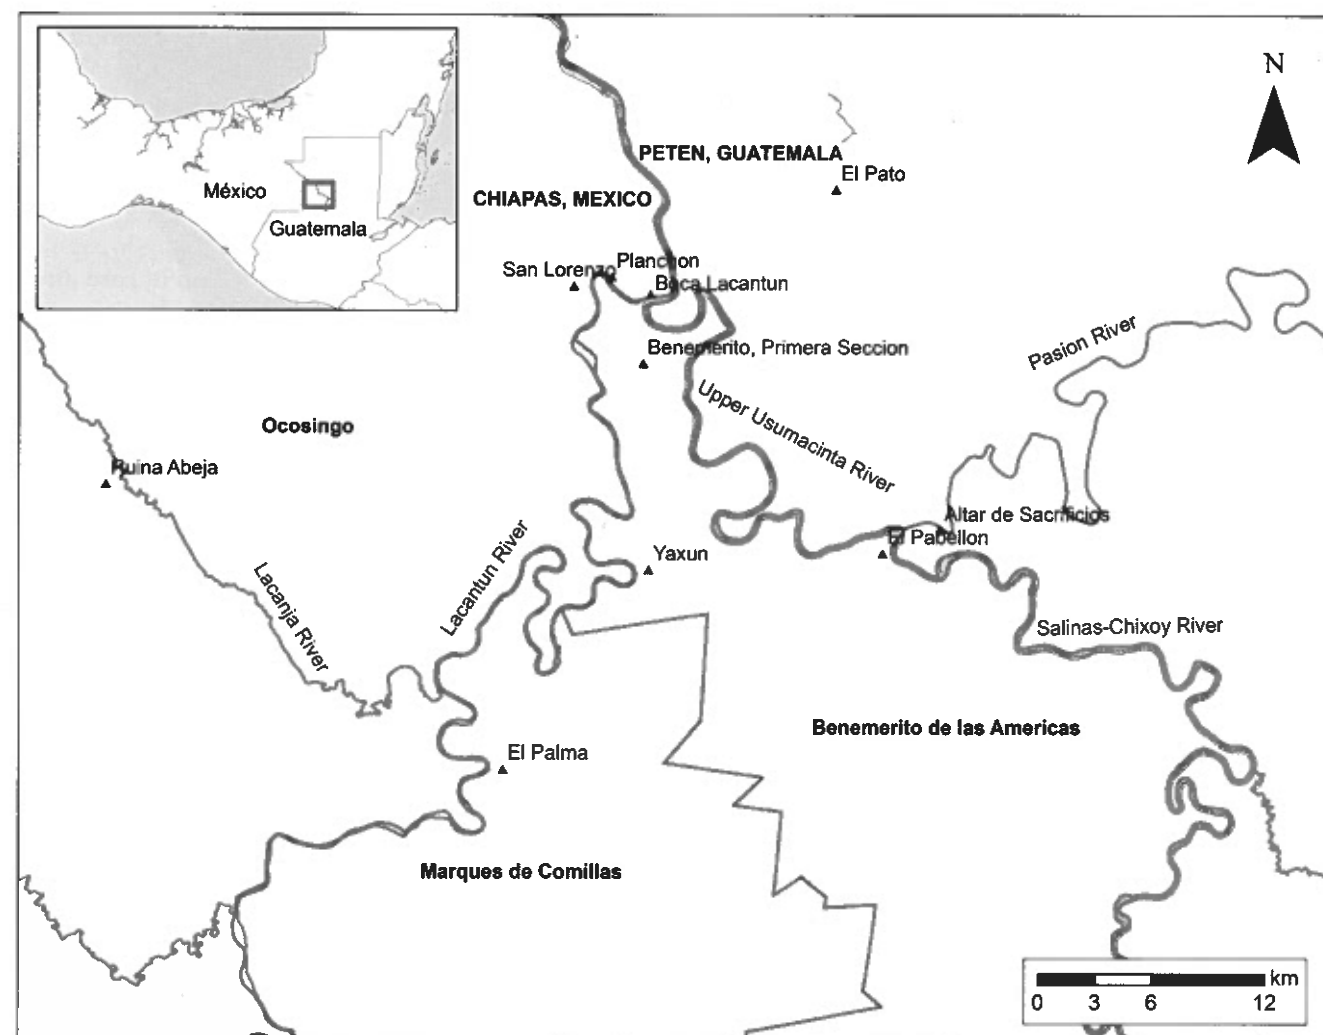 N
PETEN, GUATEMALA
El Pato
México
CHIAPAS, MEXICO
Guatemala
Planchon
San Lorenzo
Boca Lacantun
Pasion River
Benemerito, Primera Seccion
Upper Usumacinta River
Ocosingo
Ruina Abeja
Altar de Sacrificios
El Pabellon
Lacantun River
Yaxun
Lacanja River
Salinas-Chixoy River
Benemerito de las Americas
El Palma
Marques de Comillas
km
0 3 6 12